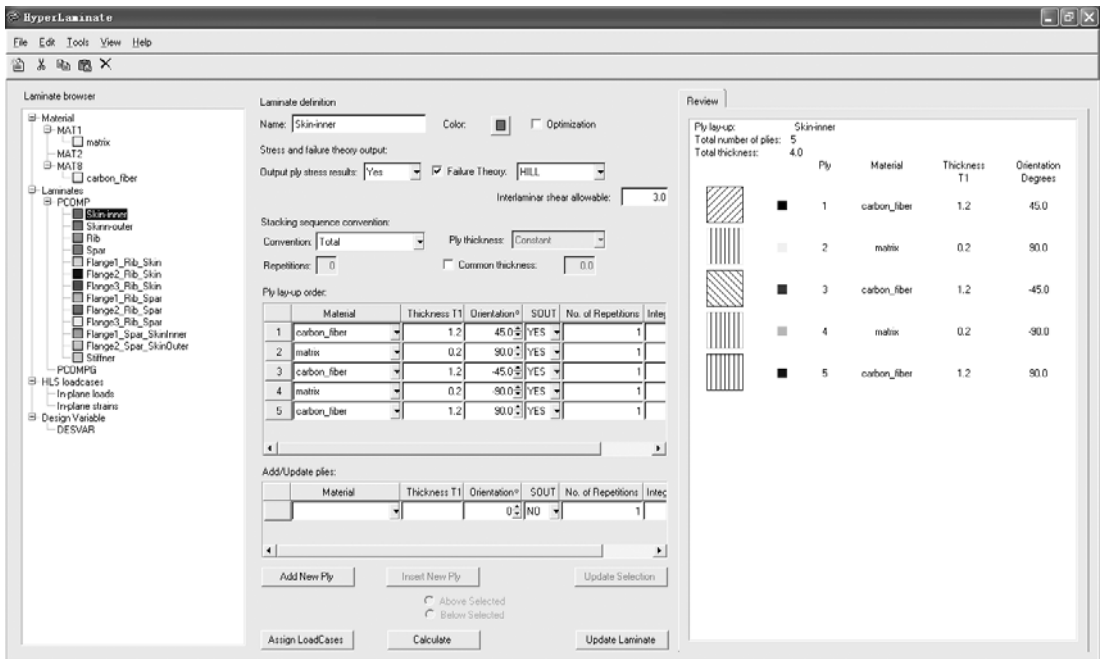 HyperLaminate
File Edit Tools View Help
Laminate browser
Material
MAT1
matrix
MAT2
MAT8
carbon_fiber
Laminates
PCOMP
Skin-inner
Skinn-outer
Rib
Spar
Flange1_Rib_Skin
Flange2_Rib_Skin
Flange3_Rib_Skin
Flange1_Rib_Spar
Flange2_Rib_Spar
Flange3_Rib_Spar
Flange1_Spar_SkinInner
Flange2_Spar_SkinOuter
Stiffner
PCOMPG
HLS loadcases
In-plane loads
In-plane strains
Design Variable
DESVAR
Laminate definition
Name: Skin-inner Color: Optimization
Stress and failure theory output:
Output ply stress results: Yes Failure Theory: HILL
Interlaminar shear allowable: 3.0
Stacking sequence convention:
Convention: Total Ply thickness: Constant
Repetitions: 0 Common thickness: 0.0
Ply lay-up order:
Material Thickness T1 Orientation° SOUT No. of Repetitions Integ
1 carbon_fiber 1.2 45.0 YES 1
2 matrix 0.2 90.0 YES 1
3 carbon_fiber 1.2 -45.0 YES 1
4 matrix 0.2 -90.0 YES 1
5 carbon_fiber 1.2 90.0 YES 1
Add/Update plies:
Material Thickness T1 Orientation° SOUT No. of Repetitions Integ
0 NO 1
Add New Ply Insert New Ply Update Selection
Above Selected
Below Selected
Assign LoadCases Calculate Update Laminate
Review
Ply lay-up: Skin-inner
Total number of plies: 5
Total thickness: 4.0
Ply Material Thickness T1 Orientation Degrees
1 carbon_fiber 1.2 45.0
2 matrix 0.2 90.0
3 carbon_fiber 1.2 -45.0
4 matrix 0.2 -90.0
5 carbon_fiber 1.2 90.0